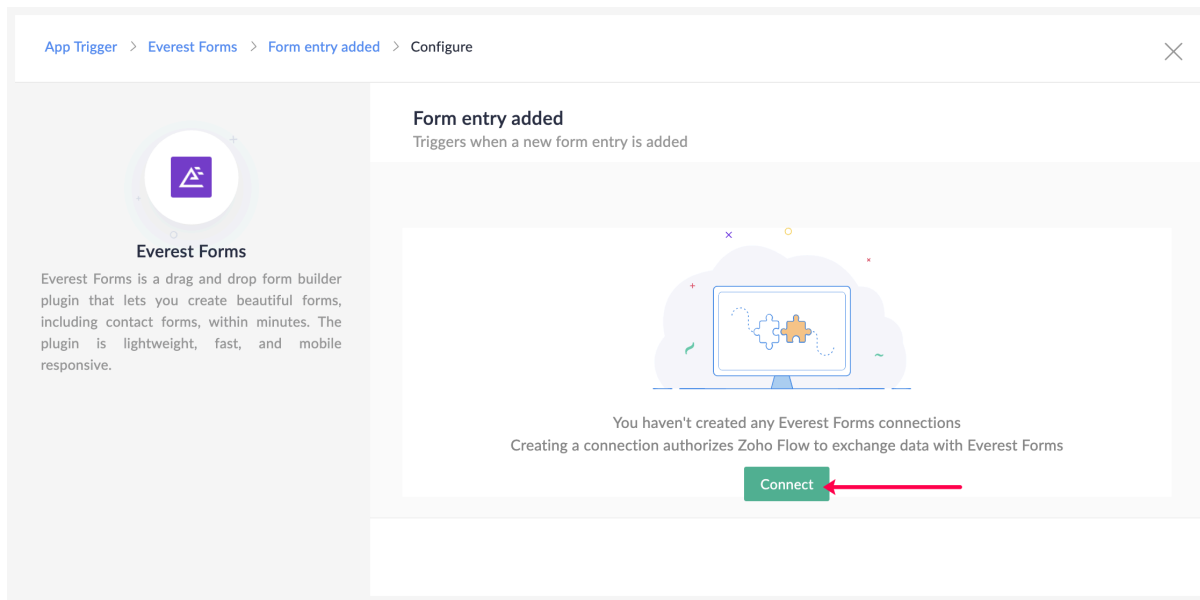 App Trigger > Everest Forms > Form entry added > Configure
Form entry added
Triggers when a new form entry is added
Everest Forms
Everest Forms is a drag and drop form builder
plugin that lets you create beautiful forms,
including contact forms, within minutes. The
plugin is lightweight, fast, and mobile
responsive.
You haven't created any Everest Forms connections
Creating a connection authorizes Zoho Flow to exchange data with Everest Forms
Connect